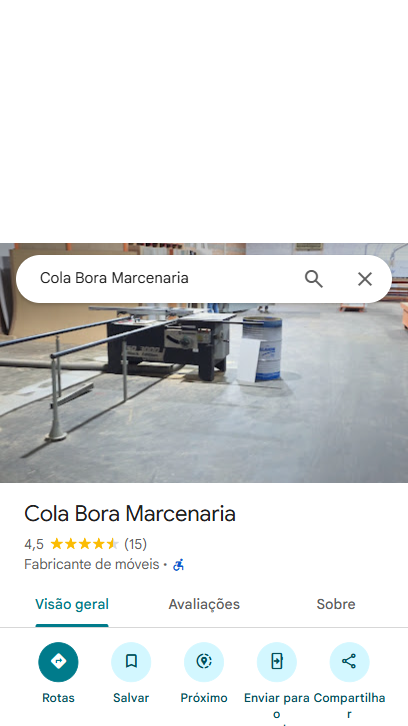 Cola Bora Marcenaria
Cola Bora Marcenaria
4,5 (15)
Fabricante de móveis ·
Visão geral Avaliações Sobre
Rotas Salvar Próximo Enviar para o Compartilhar